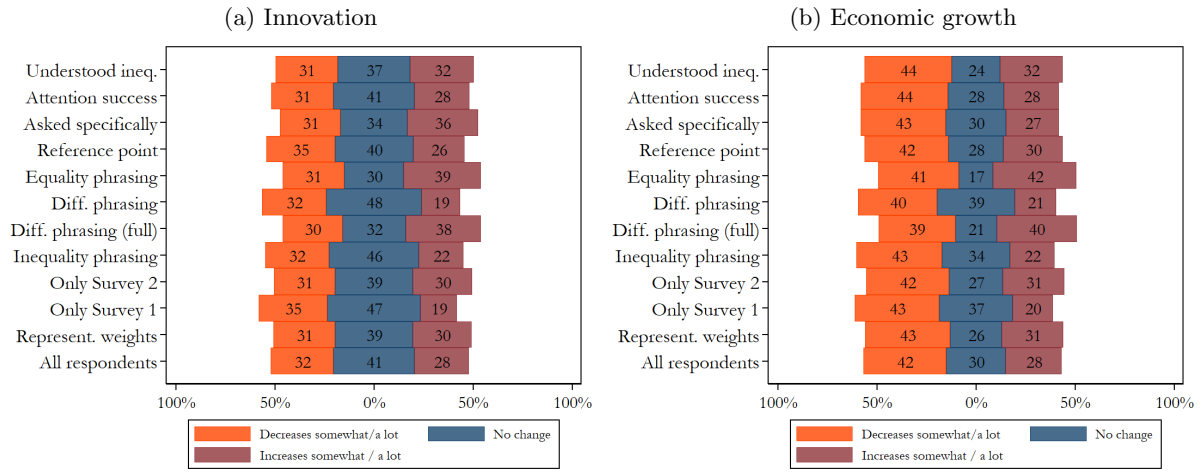 (a) Innovation
Understood ineq. 31 37 32
Attention success 31 41 28
Asked specifically 31 34 36
Reference point 35 40 26
Equality phrasing 31 30 39
Diff. phrasing 32 48 19
Diff. phrasing (full) 30 32 38
Inequality phrasing 32 46 22
Only Survey 2 31 39 30
Only Survey 1 35 47 19
Represent. weights 31 39 30
All respondents 32 41 28
100% 50% 0% 50% 100%
Decreases somewhat/a lot No change
Increases somewhat / a lot
(b) Economic growth
Understood ineq. 44 24 32
Attention success 44 28 28
Asked specifically 43 30 27
Reference point 42 28 30
Equality phrasing 41 17 42
Diff. phrasing 40 39 21
Diff. phrasing (full) 39 21 40
Inequality phrasing 43 34 22
Only Survey 2 42 27 31
Only Survey 1 43 37 20
Represent. weights 43 26 31
All respondents 42 30 28
100% 50% 0% 50% 100%
Decreases somewhat/a lot No change
Increases somewhat / a lot